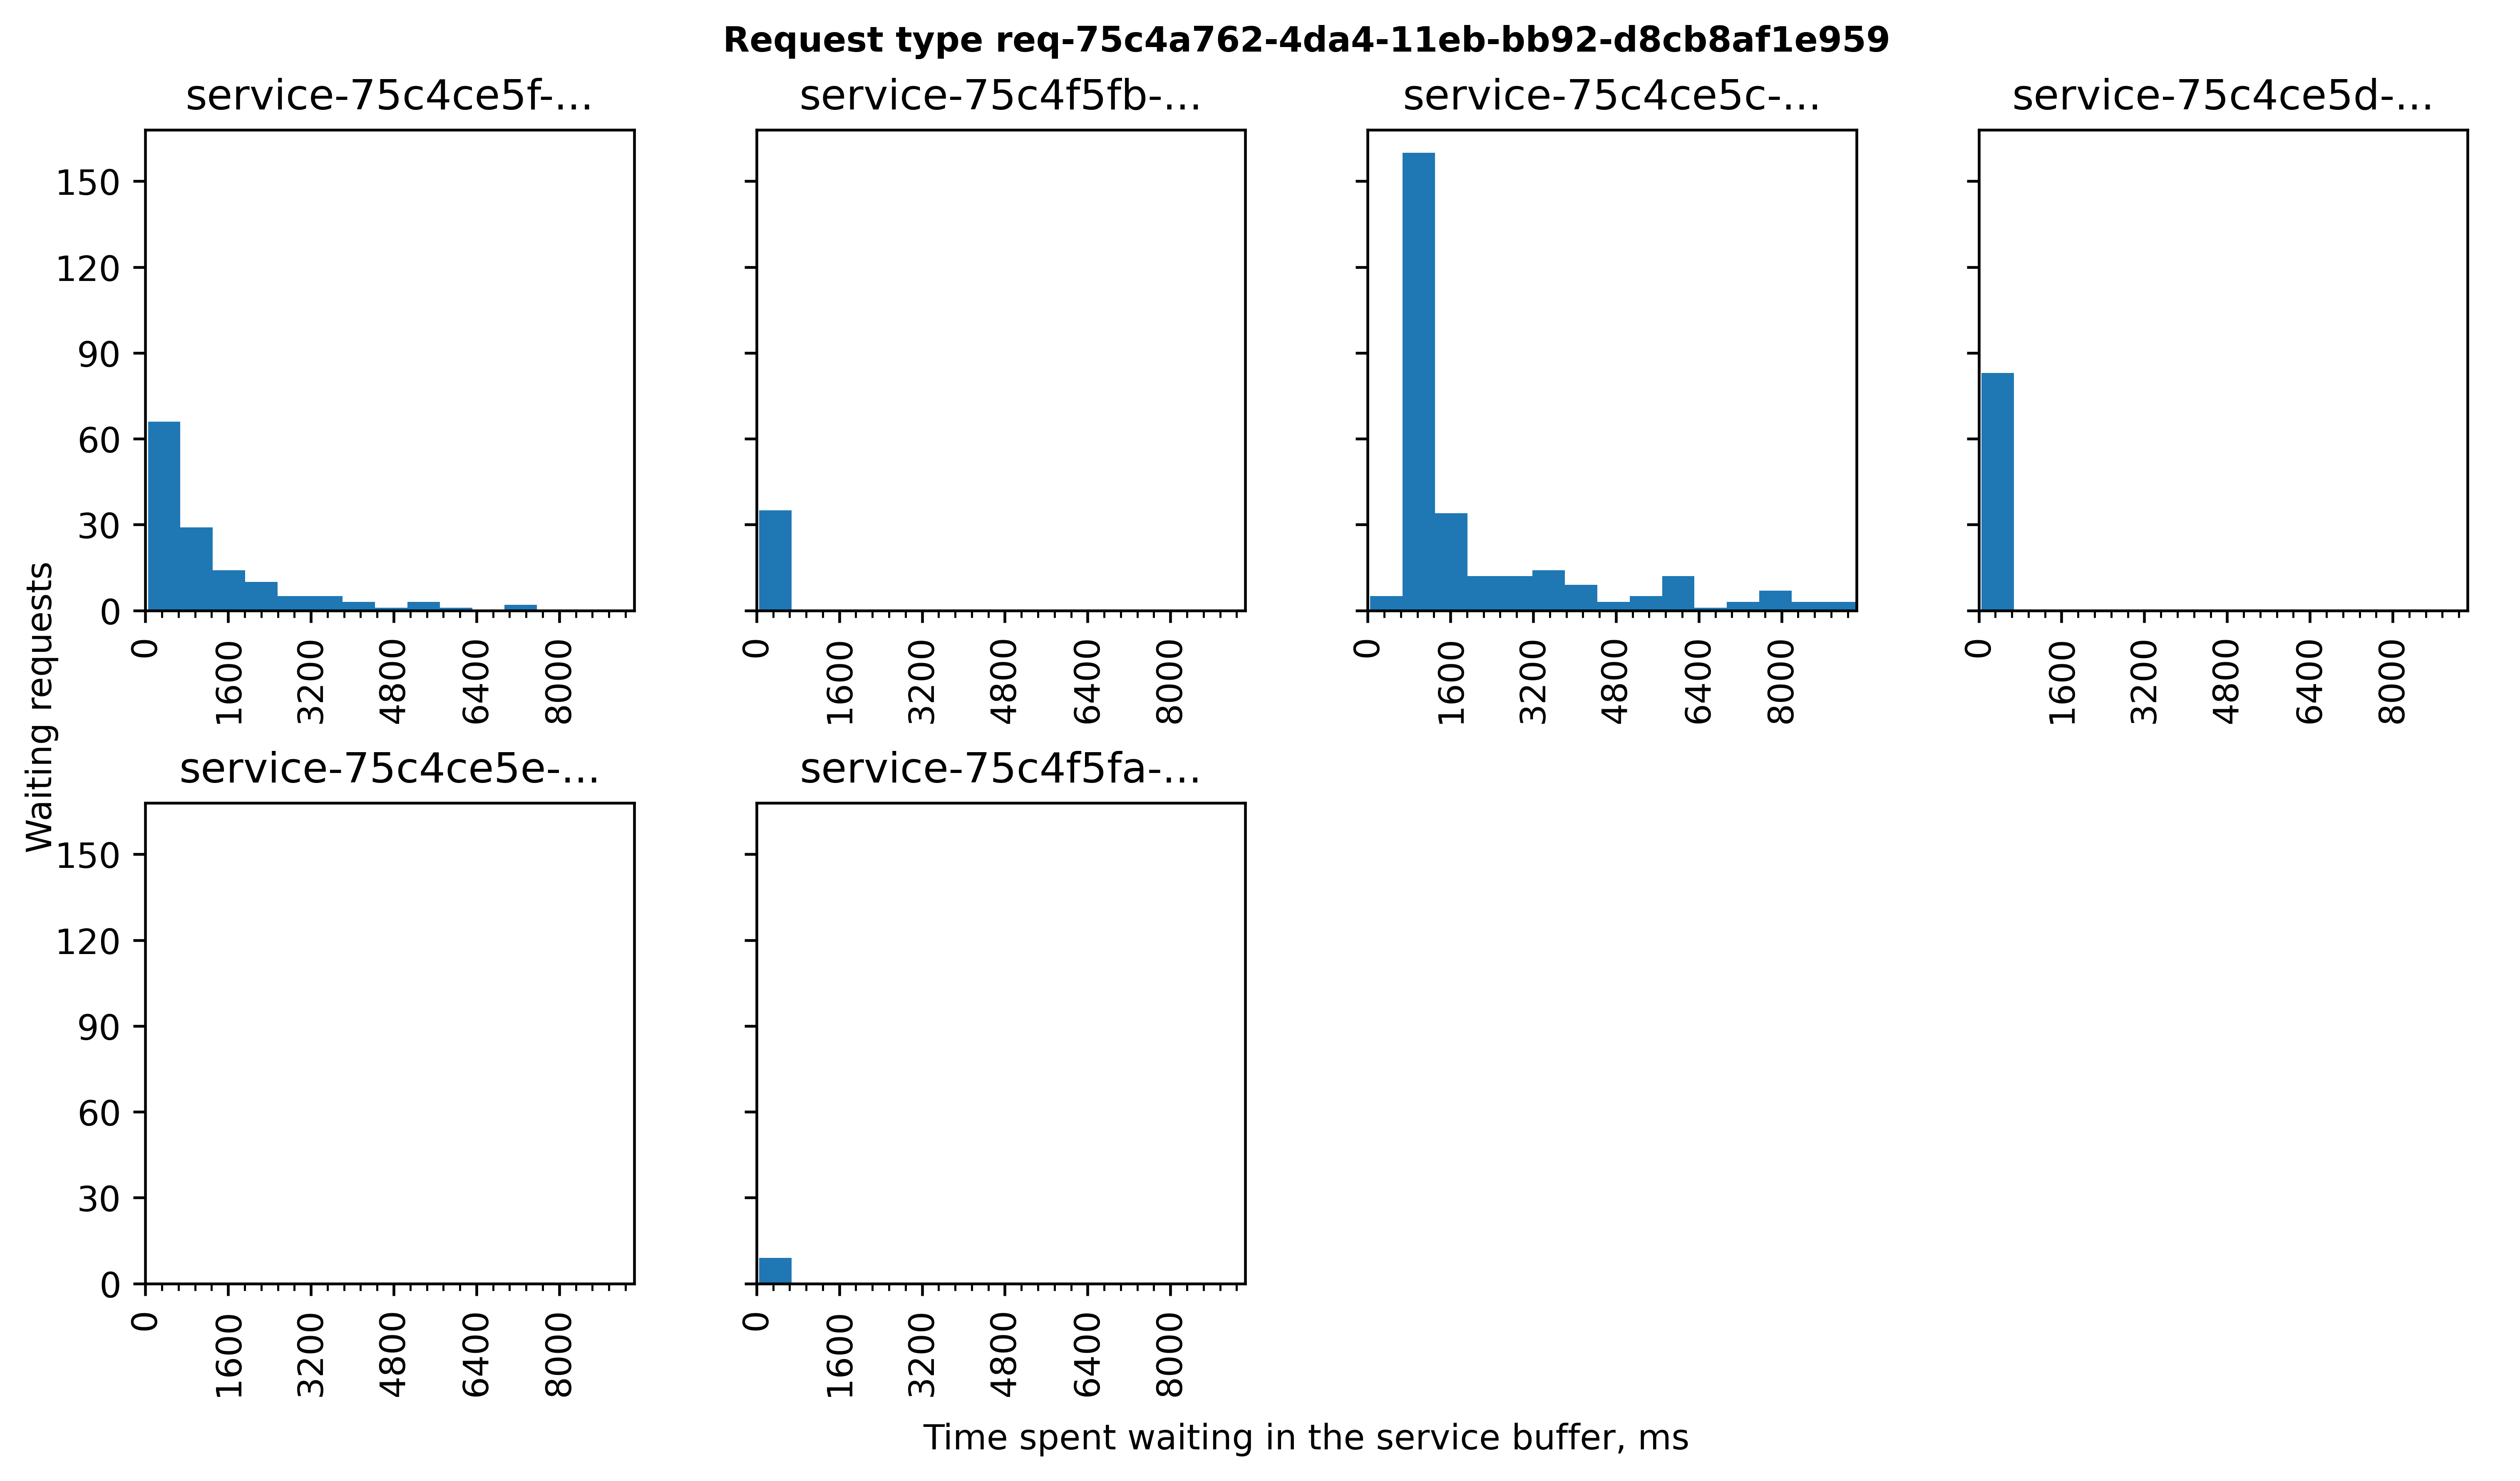 Request type req-75c4a762-4da4-11eb-bb92-d8cb8af1e959
service-75c4ce5f-...
service-75c4f5fb-...
service-75c4ce5c-...
service-75c4ce5d-...
150
120
90
60
30
0
0 1600 3200 4800 6400 8000
0 1600 3200 4800 6400 8000
0 1600 3200 4800 6400 8000
0 1600 3200 4800 6400 8000
Waiting requests
service-75c4ce5e-...
service-75c4f5fa-...
150
120
90
60
30
0
0 1600 3200 4800 6400 8000
0 1600 3200 4800 6400 8000
Time spent waiting in the service buffer, ms